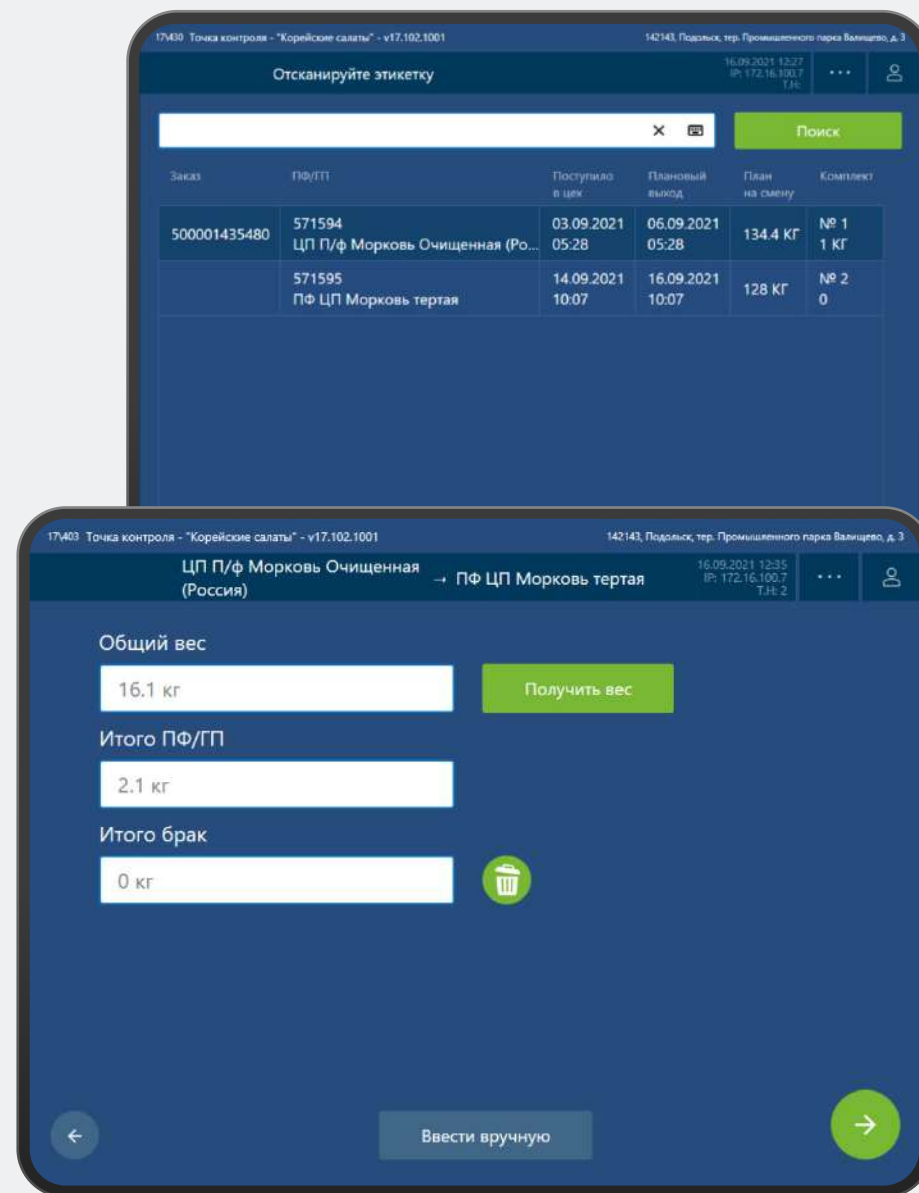 17\430 Точка контроля - "Корейские салаты" - v17.102.1001 142143, Подольск, тер. Промышленного парка Валищево, д. 3
Отсканируйте этикетку
16.09.2021 12:27
IP: 172.16.100.7
Т.Н:
Поиск
Заказ ПФ/ГП Поступило в цех Плановый выход План на смену Комплект
500001435480 571594 ЦП П/ф Морковь Очищенная (Ро... 03.09.2021 05:28 06.09.2021 05:28 134.4 КГ № 1 1 КГ
571595 ПФ ЦП Морковь тертая 14.09.2021 10:07 16.09.2021 10:07 128 КГ № 2 0
17\403 Точка контроля - "Корейские салаты" - v17.102.1001 142143, Подольск, тер. Промышленного парка Валищево, д. 3
ЦП П/ф Морковь Очищенная (Россия) → ПФ ЦП Морковь тертая
16.09.2021 12:35
IP: 172.16.100.7
Т.Н: 2
Общий вес
16.1 кг Получить вес
Итого ПФ/ГП
2.1 кг
Итого брак
0 кг
Ввести вручную